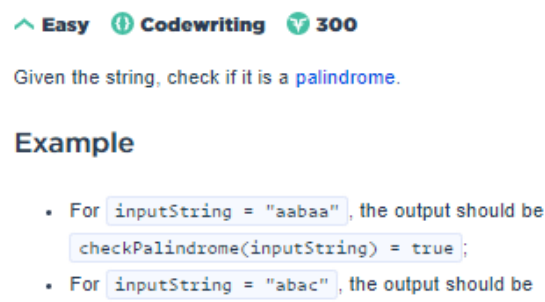 Easy Codewriting 300
Given the string, check if it is a palindrome.
Example
• For inputString = "aabaa", the output should be
checkPalindrome(inputString) = true;
• For inputString = "abac", the output should be